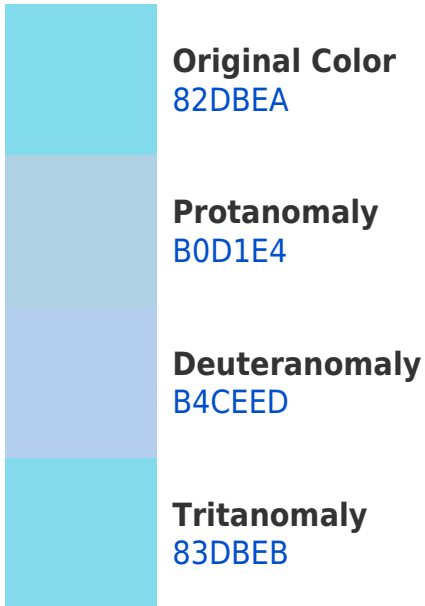 Original Color
82DBEA
Protanomaly
B0D1E4
Deuteranomaly
B4CEED
Tritanomaly
83DBEB